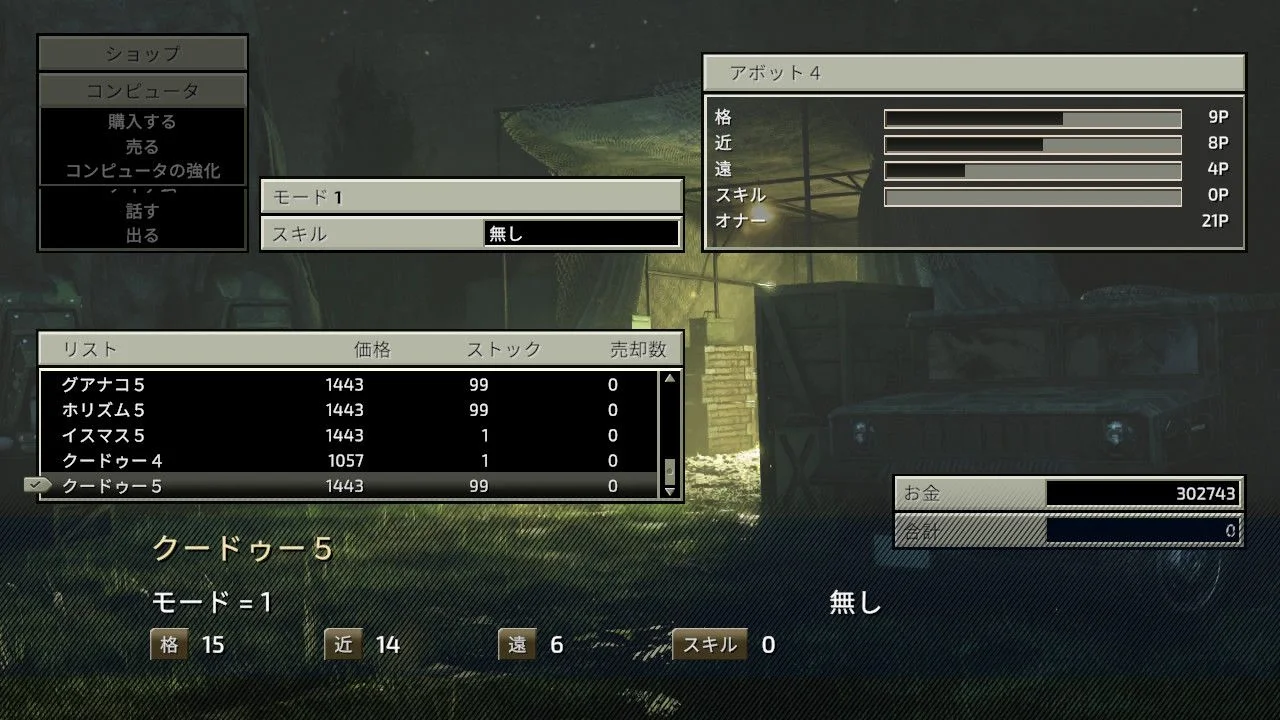 ショップ
コンピュータ
購入する
売る
コンピュータの強化
話す
出る
モード 1
スキル 無し
アボット 4
格 9P
近 8P
遠 4P
スキル 0P
オナー 21P
リスト 価格 ストック 売却数
グアナコ 5 1443 99 0
ホリズム 5 1443 99 0
イスマス 5 1443 1 0
クードゥー 4 1057 1 0
クードゥー 5 1443 99 0
お金 302743
合計 0
クードゥー 5
モード = 1 無し
格 15 近 14 遠 6 スキル 0